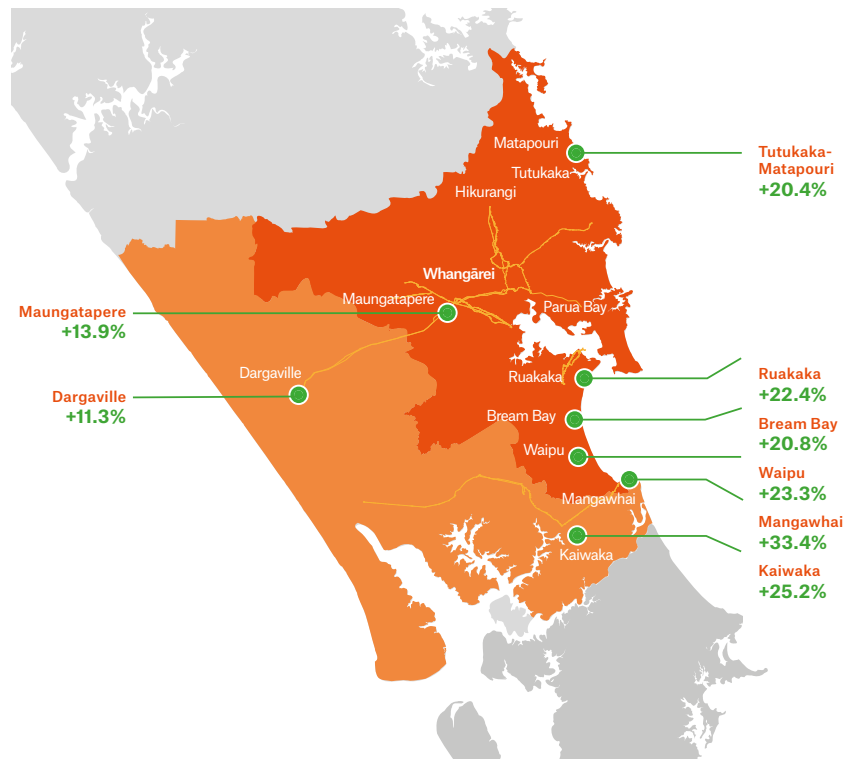 Matapouri
Tutukaka
Hikurangi
Whangārei
Maungatapere
Parua Bay
Dargaville
Ruakaka
Bream Bay
Waipu
Mangawhai
Kaiwaka
Maungatapere
+13.9%
Dargaville
+11.3%
Tutukaka-
Matapouri
+20.4%
Ruakaka
+22.4%
Bream Bay
+20.8%
Waipu
+23.3%
Mangawhai
+33.4%
Kaiwaka
+25.2%